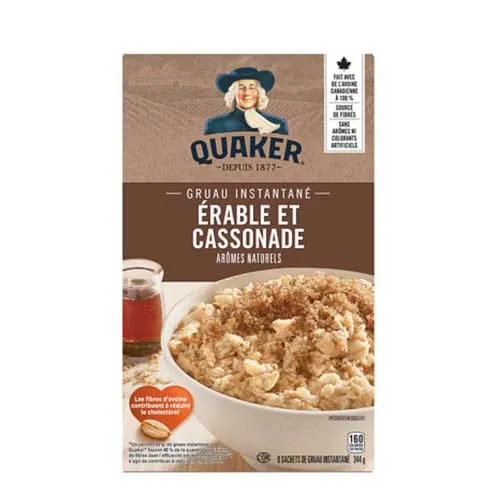 FAIT AVEC
DE L'AVOINE
CANADIENNE
À 100 %
SOURCE
DE FIBRES
SANS
ARÔMES NI
COLORANTS
ARTIFICIELS
QUAKER
DEPUIS 1877
GRUAU INSTANTANÉ
ÉRABLE ET
CASSONADE
ARÔMES NATURELS
Les fibres d'avoine
contribuent à réduire
le cholestérol*
160
8 SACHETS DE GRUAU INSTANTANÉ 344 g